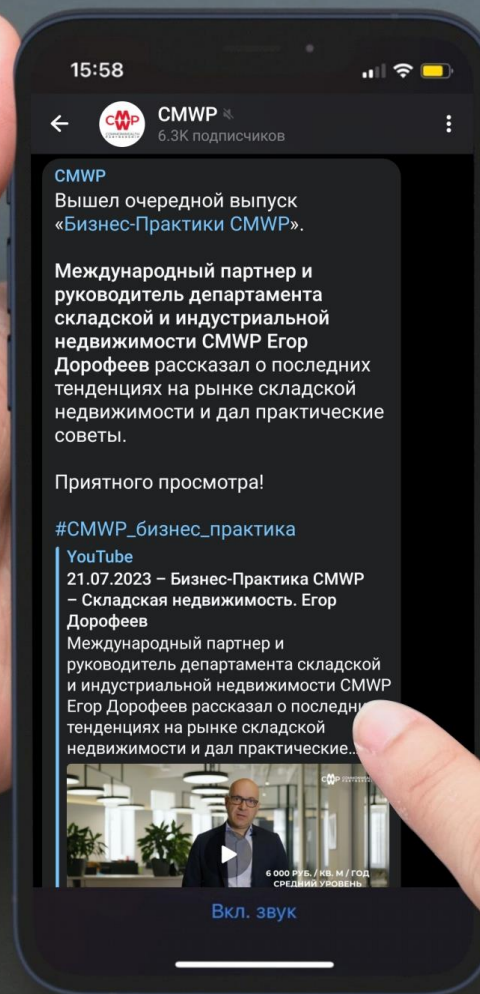 15:58
CMWP
6.3K подписчиков
CMWP
Вышел очередной выпуск
«Бизнес-Практики CMWP».
Международный партнер и
руководитель департамента
складской и индустриальной
недвижимости CMWP Егор
Дорофеев рассказал о последних
тенденциях на рынке складской
недвижимости и дал практические
советы.
Приятного просмотра!
#CMWP_бизнес_практика
YouTube
21.07.2023 – Бизнес-Практика CMWP
– Складская недвижимость. Егор
Дорофеев
Международный партнер и
руководитель департамента складской
и индустриальной недвижимости CMWP
Егор Дорофеев рассказал о
тенденциях на рынке складской
недвижимости и дал практические...
CMWP
6 000 РУБ. / КВ. М / ГОД
СРЕДНИЙ УРОВЕНЬ
Вкл. звук